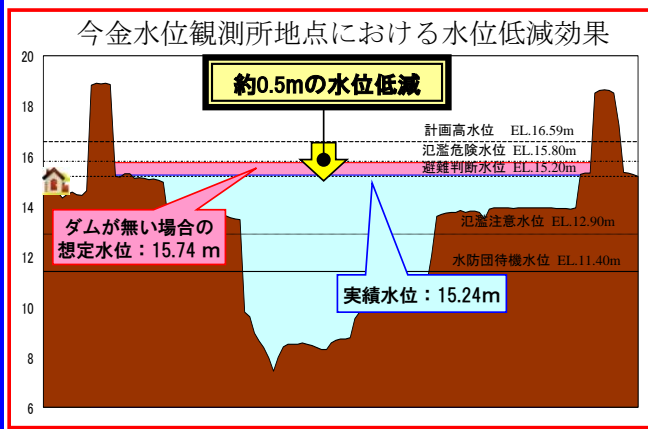 今金水位観測所地点における水位低減効果
約0.5mの水位低減
20
18
16
14
12
10
8
6
計画高水位 EL.16.59m
氾濫危険水位 EL.15.80m
避難判断水位 EL.15.20m
氾濫注意水位 EL.12.90m
水防団待機水位 EL.11.40m
ダムが無い場合の
想定水位：15.74 m
実績水位：15.24m